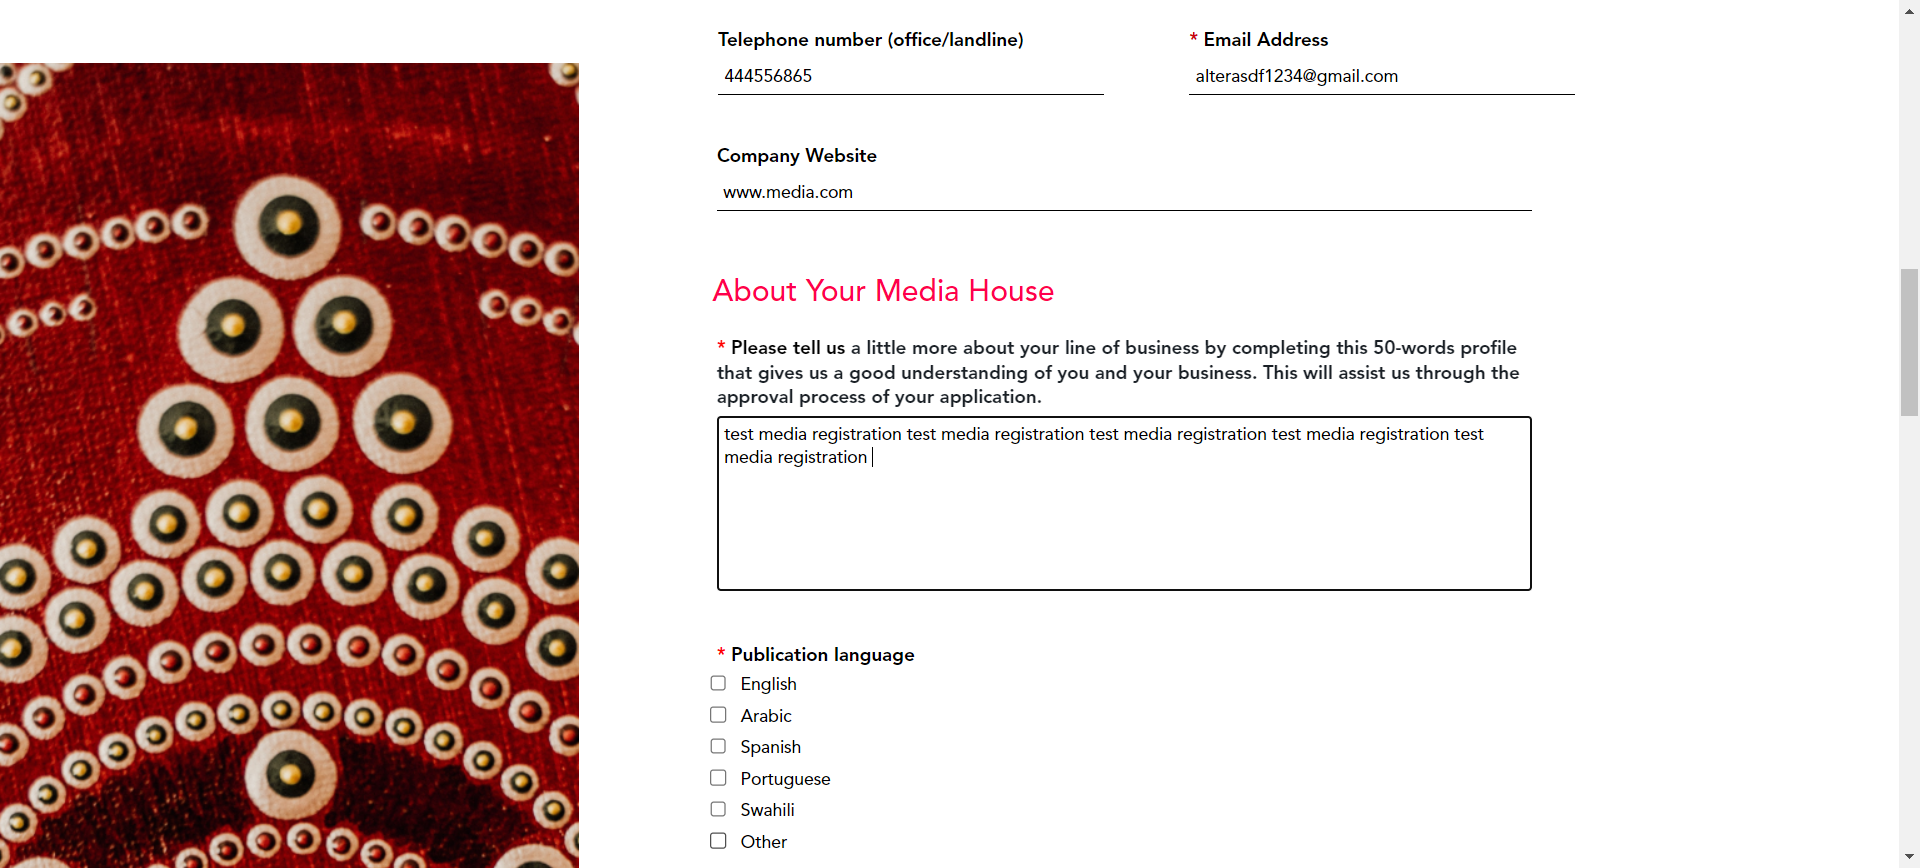 Telephone number (office/landline)
* Email Address
444556865
alterasdf1234@gmail.com
Company Website
www.media.com
About Your Media House
* Please tell us a little more about your line of business by completing this 50-words profile
that gives us a good understanding of you and your business. This will assist us through the
approval process of your application.
test media registration test media registration test media registration test media registration test
media registration
* Publication language
English
Arabic
Spanish
Portuguese
Swahili
Other